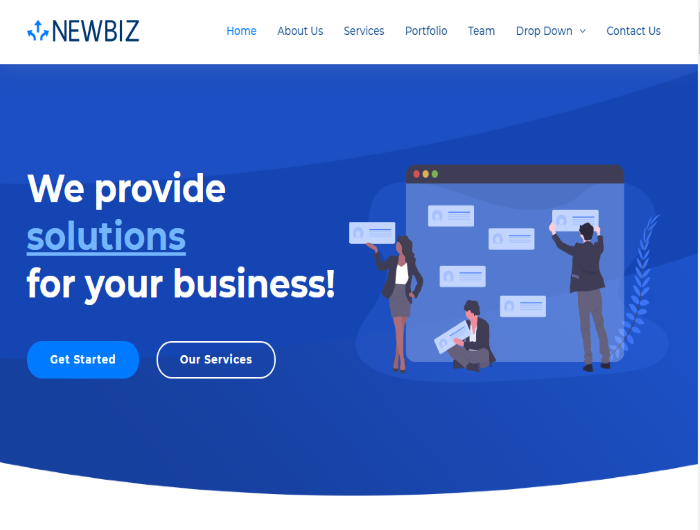 NEWBIZ
Home About Us Services Portfolio Team Drop Down Contact Us
We provide
solutions
for your business!
Get Started Our Services